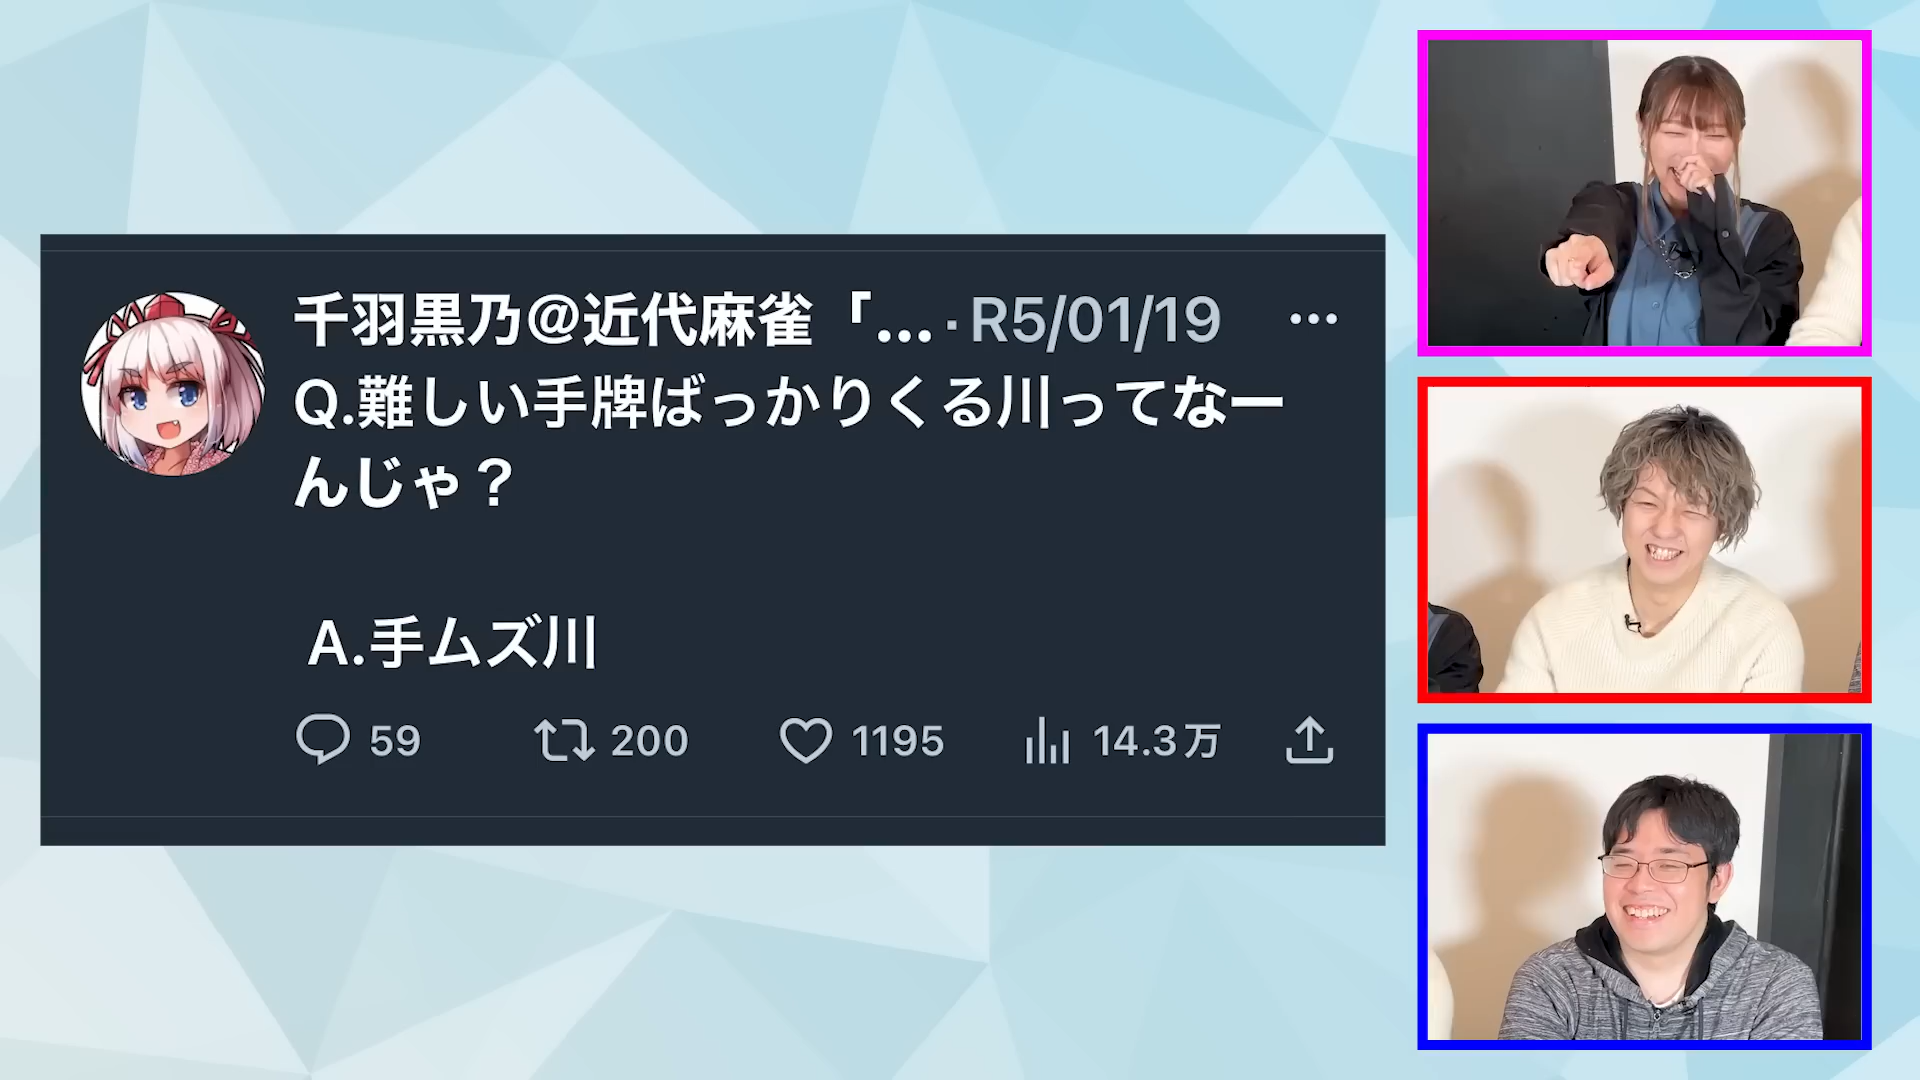 千羽黒乃@近代麻雀「... · R5/01/19
Q.難しい手牌ばっかりくる川ってなー
んじゃ？
A.手ムズ川
59 200 1195 14.3万